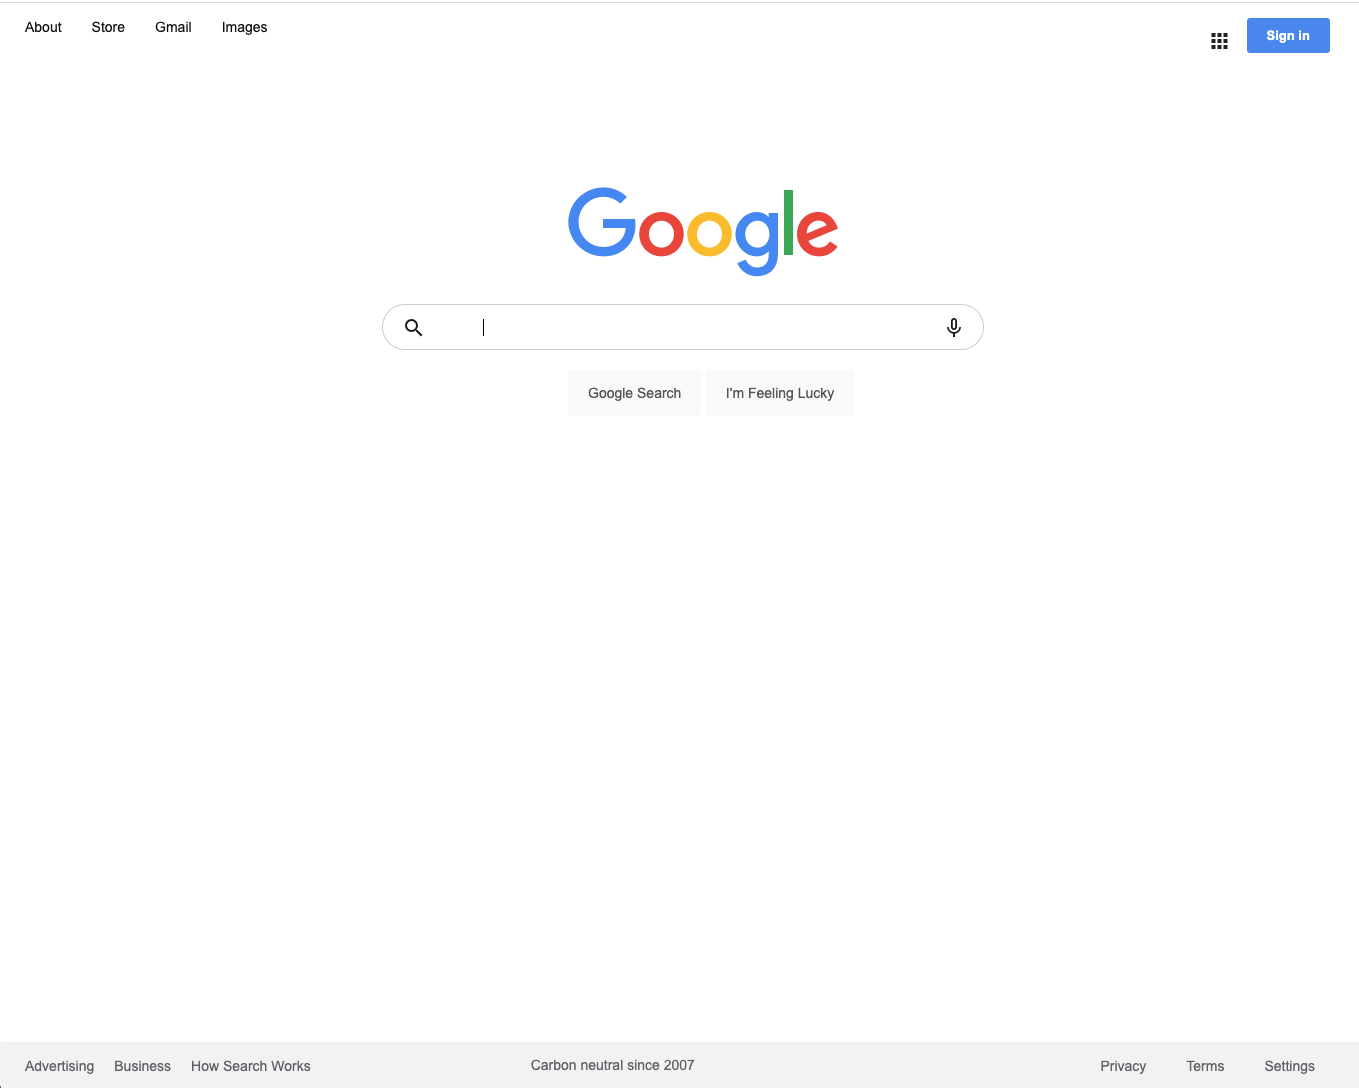 About Store Gmail Images
Sign in
Google
Google Search I'm Feeling Lucky
Advertising Business How Search Works Carbon neutral since 2007 Privacy Terms Settings